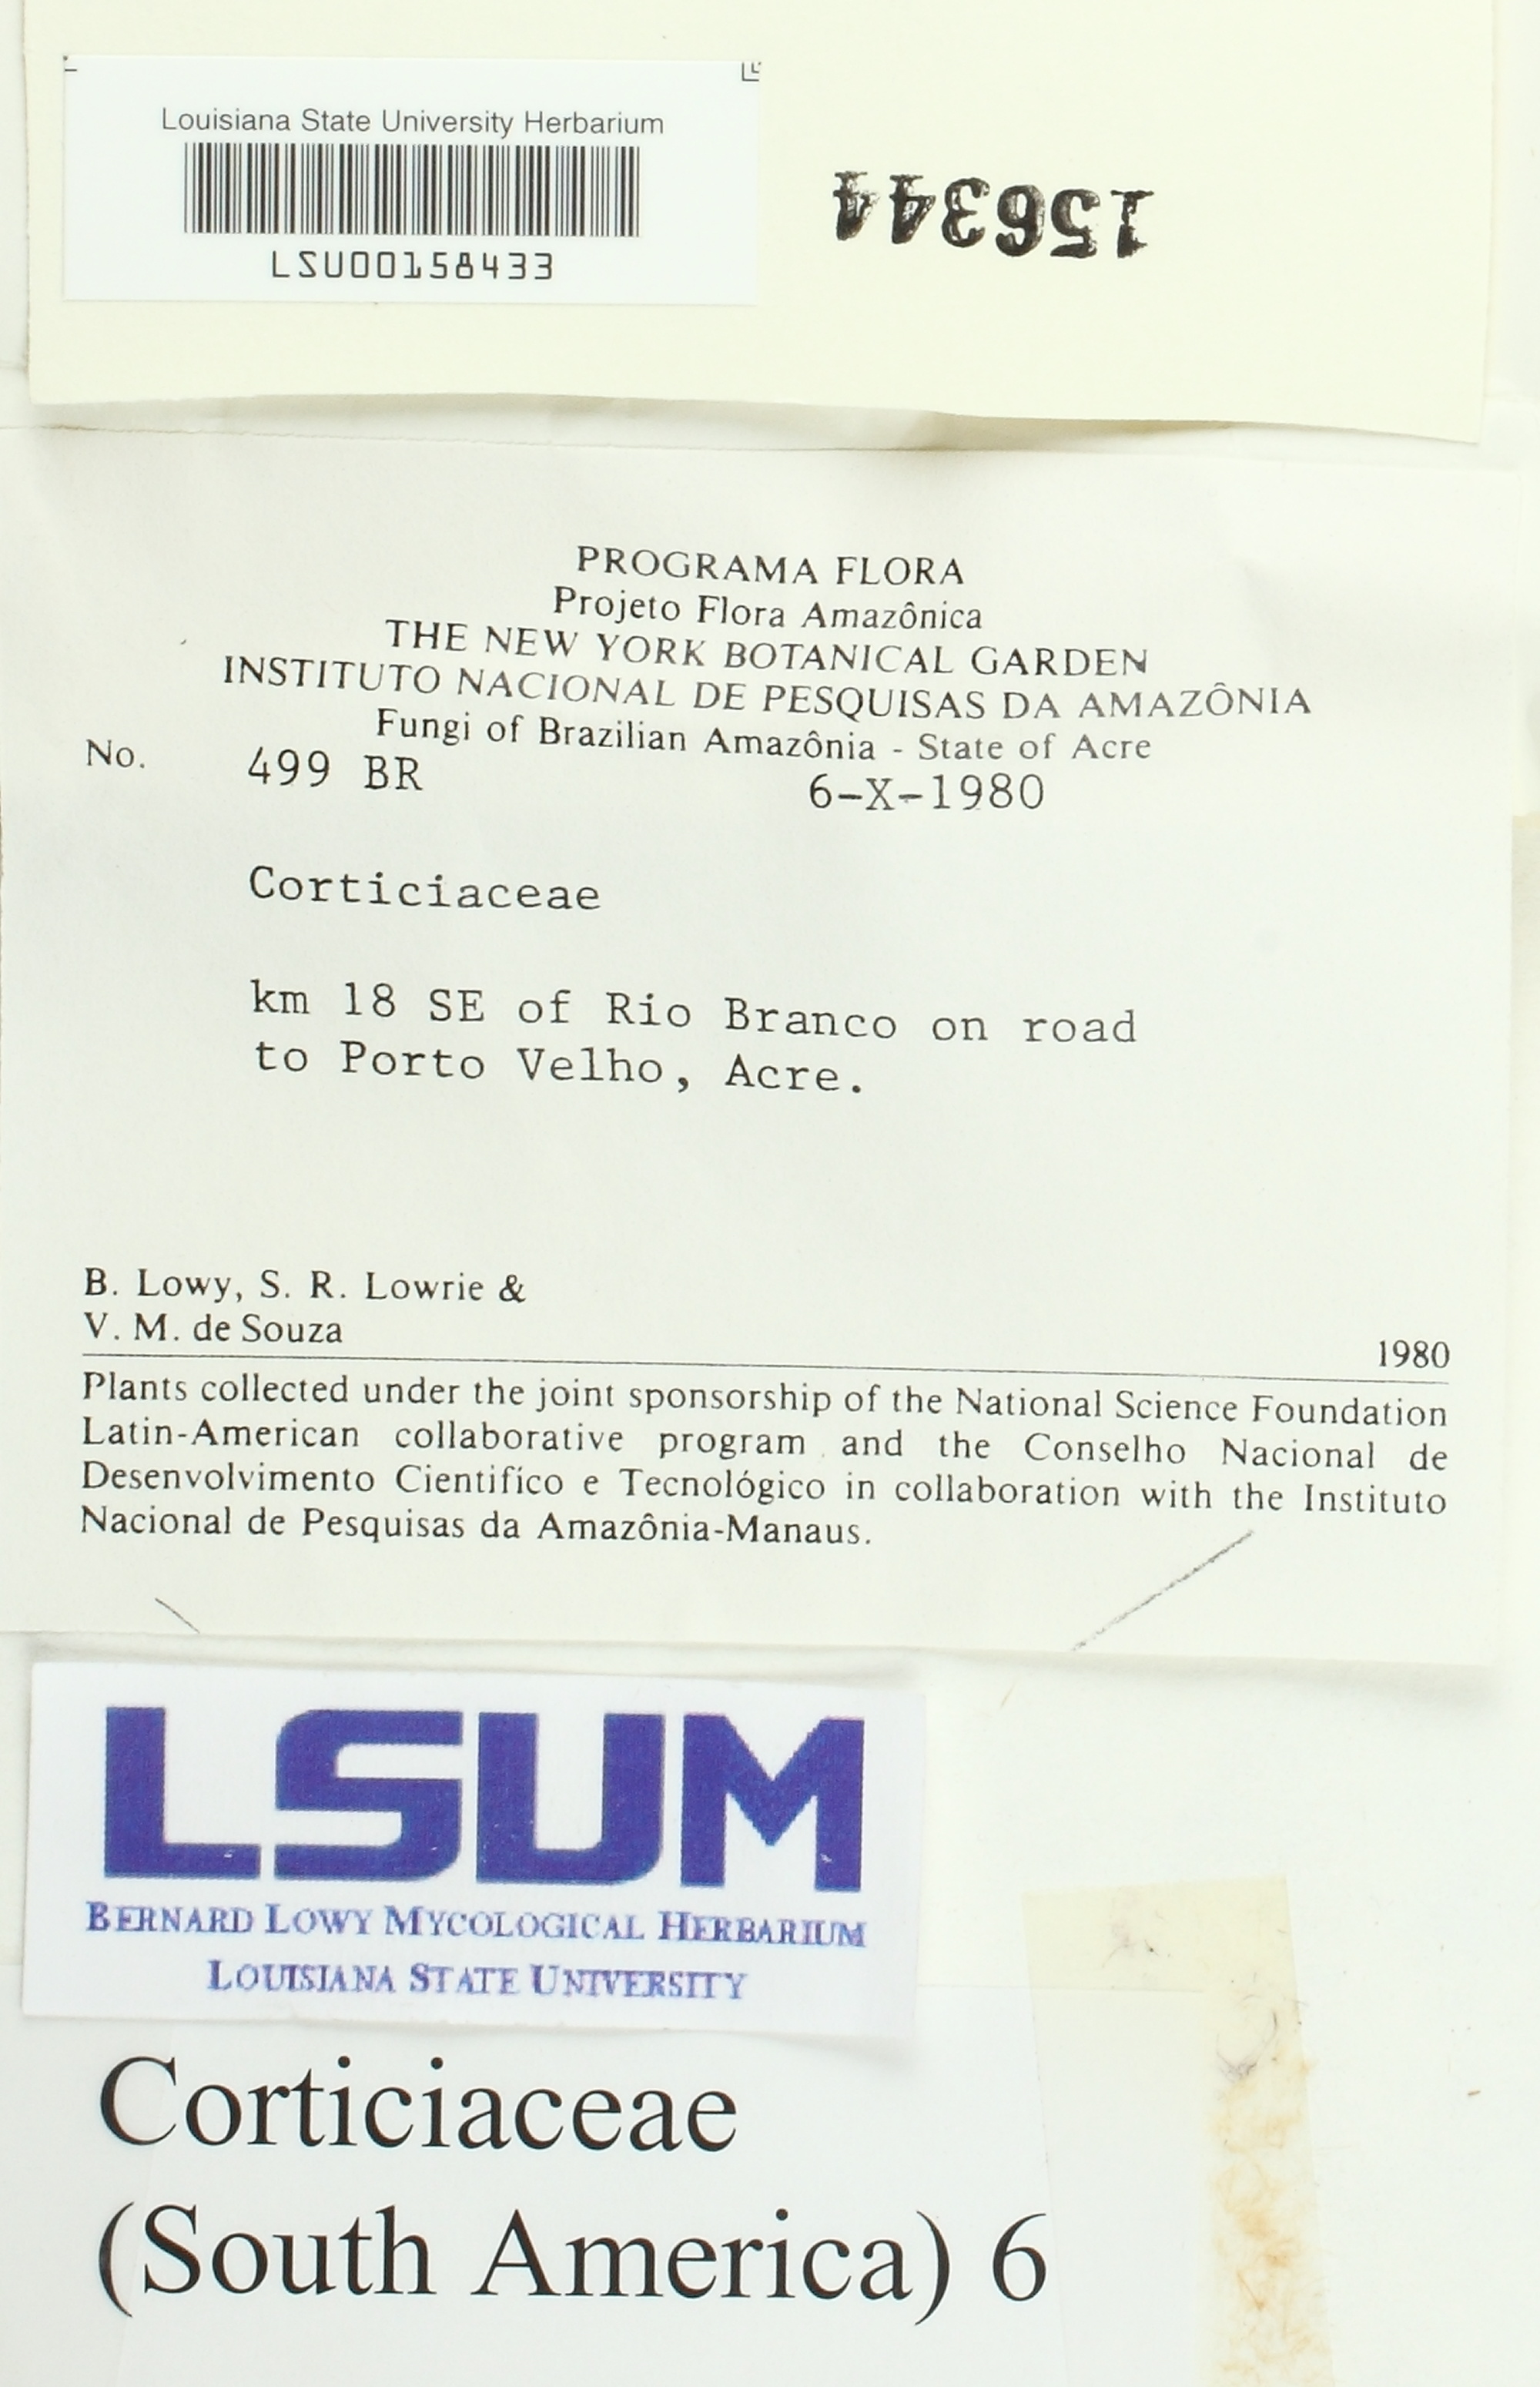 Louisiana State University Herbarium
LSU00158433
156344
PROGRAMA FLORA
Projeto Flora Amazônica
THE NEW YORK BOTANICAL GARDEN
INSTITUTO NACIONAL DE PESQUISAS DA AMAZÔNIA
Fungi of Brazilian Amazônia - State of Acre
No. 499 BR 6-X-1980
Corticiaceae
km 18 SE of Rio Branco on road
to Porto Velho, Acre.
B. Lowy, S. R. Lowrie &
V. M. de Souza
1980
Plants collected under the joint sponsorship of the National Science Foundation
Latin-American collaborative program and the Conselho Nacional de
Desenvolvimento Cientifíco e Tecnológico in collaboration with the Instituto
Nacional de Pesquisas da Amazônia-Manaus.
LSUM
BERNARD LOWY MYCOLOGICAL HERBARIUM
LOUISIANA STATE UNIVERSITY
Corticiaceae
(South America) 6